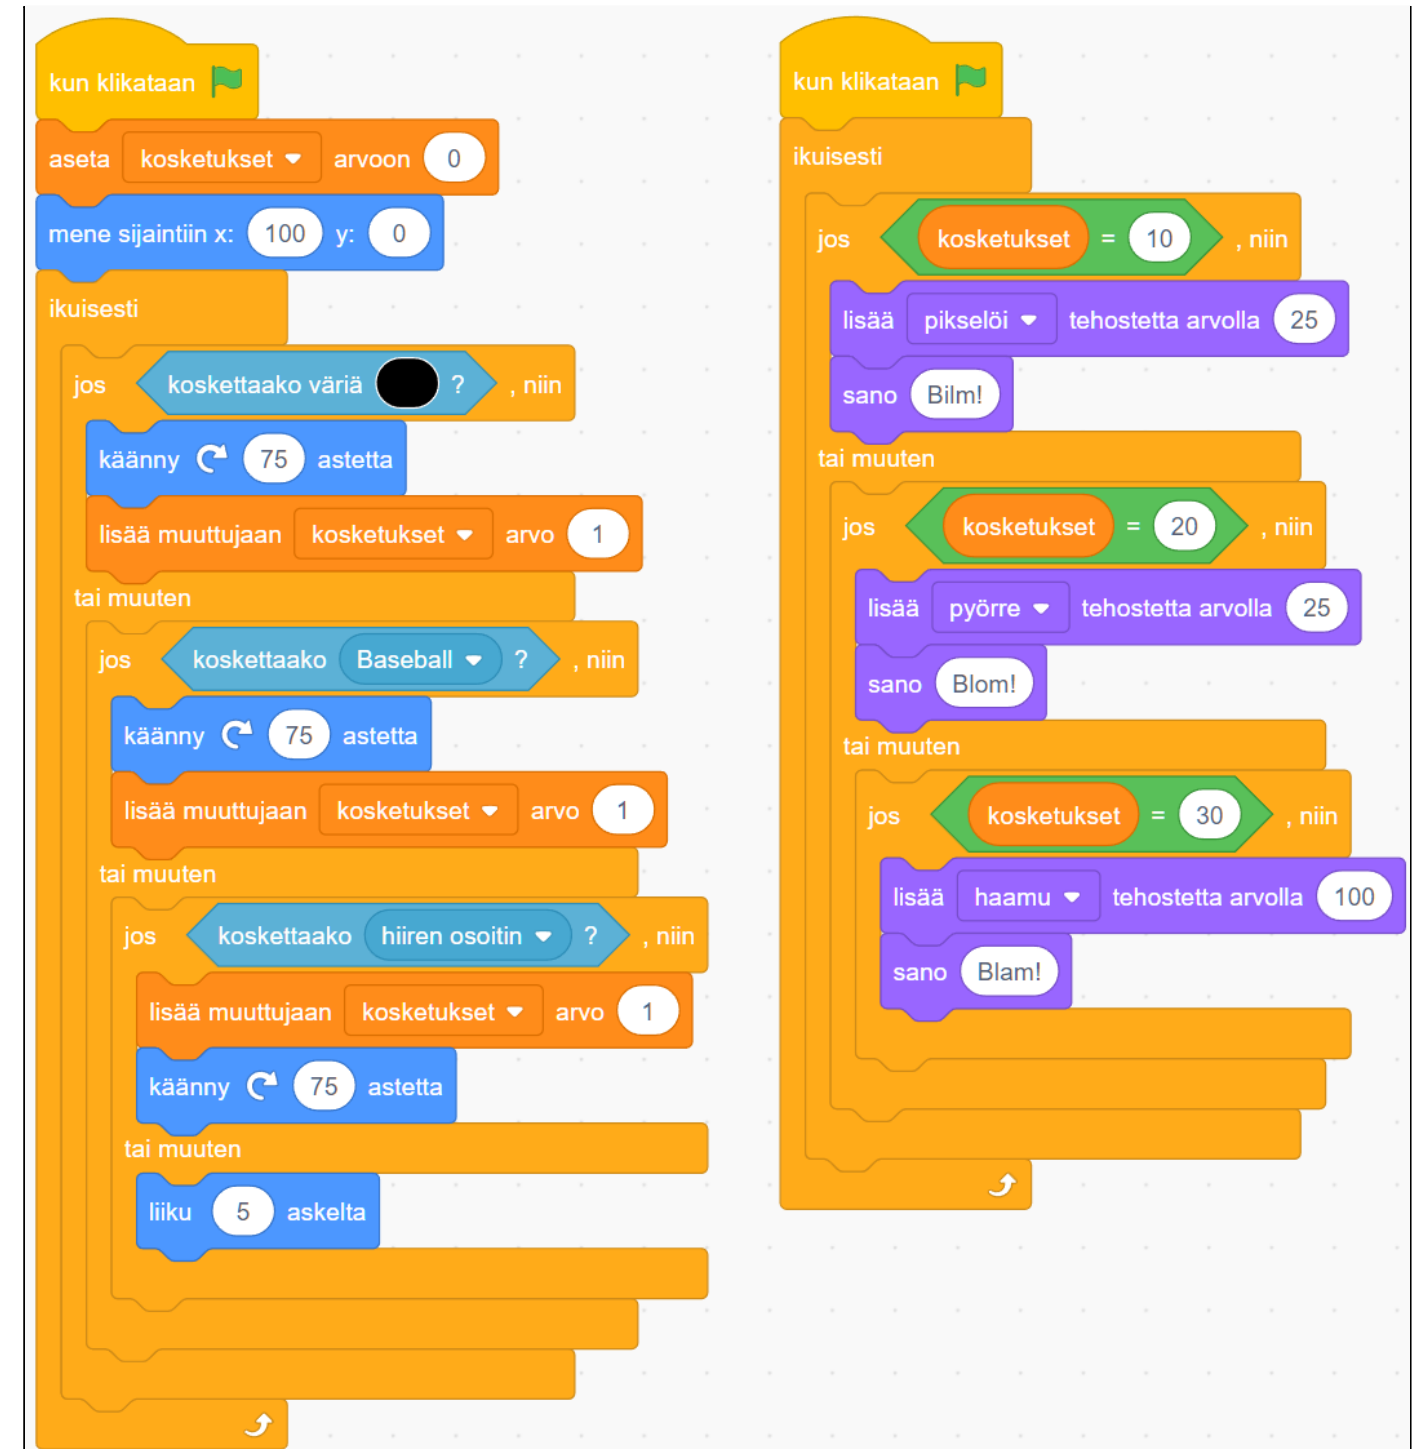 kun klikataan
aseta kosketukset arvoon 0
mene sijaintiin x: 100 y: 0
ikuisesti
jos koskettaako väriä ? , niin
käänny 75 astetta
lisää muuttujaan kosketukset arvo 1
tai muuten
jos koskettaako Baseball ? , niin
käänny 75 astetta
lisää muuttujaan kosketukset arvo 1
tai muuten
jos koskettaako hiiren osoitin ? , niin
lisää muuttujaan kosketukset arvo 1
käänny 75 astetta
tai muuten
liiku 5 askelta
kun klikataan
ikuisesti
jos kosketukset = 10 , niin
lisää pikselöi tehostetta arvolla 25
sano Bilm!
tai muuten
jos kosketukset = 20 , niin
lisää pyörre tehostetta arvolla 25
sano Blom!
tai muuten
jos kosketukset = 30 , niin
lisää haamu tehostetta arvolla 100
sano Blam!